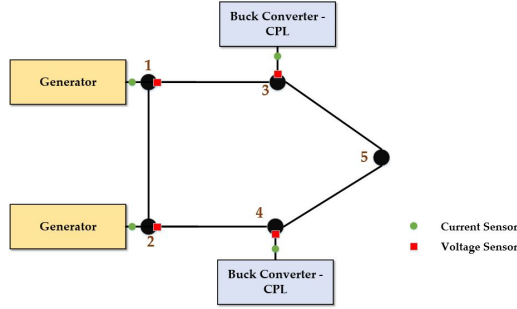 Buck Converter -
CPL
1
Generator
3
5
4
Generator
2
Current Sensor
Voltage Sensor
Buck Converter -
CPL